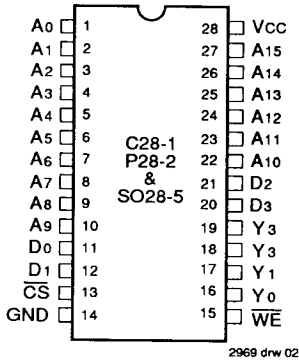 A0 1 28 VCC
A1 2 27 A15
A2 3 26 A14
A3 4 25 A13
A4 5 24 A12
A5 6 23 A11
A6 7 22 A10
A7 8 21 D2
A8 9 20 D3
A9 10 19 Y3
D0 11 18 Y3
D1 12 17 Y1
CS 13 16 Y0
GND 14 15 WE
C28-1
P28-2
&
SO28-5
2969 drw 02